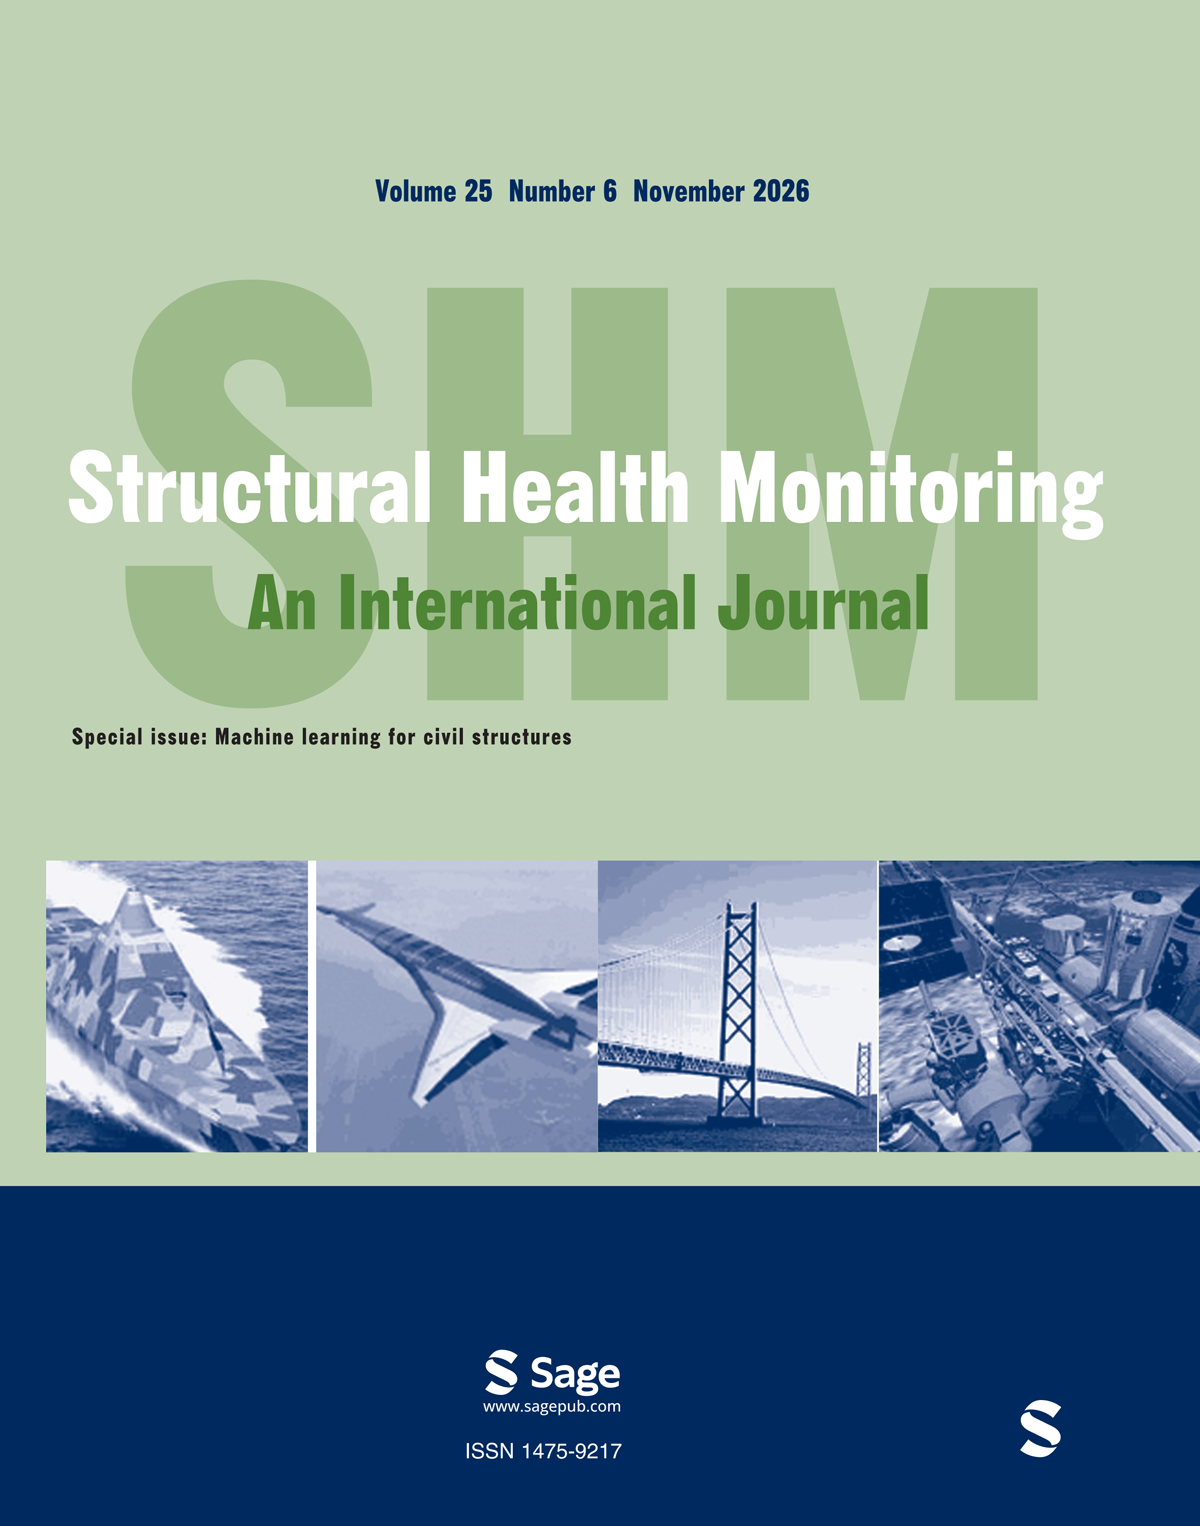 Volume 25 Number 6 November 2026
SHM
Structural Health Monitoring
An International Journal
Special issue: Machine learning for civil structures
S Sage
www.sagepub.com
ISSN 1475-9217
S